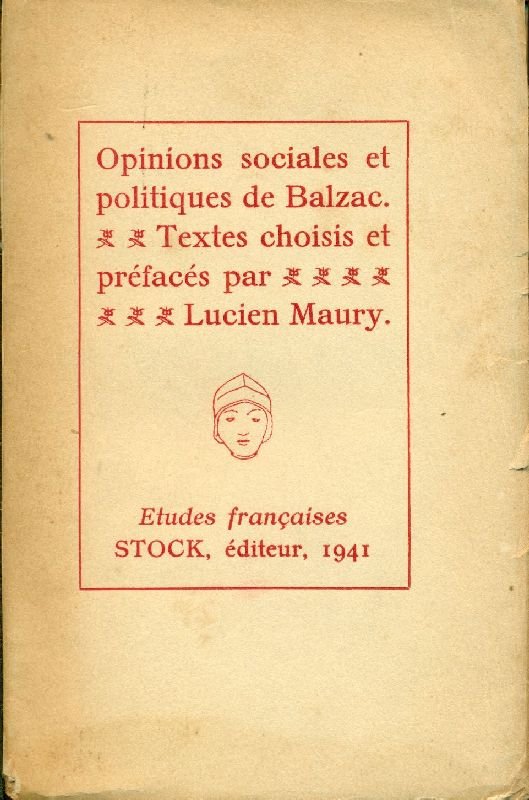 Opinions sociales et
politiques de Balzac.
Textes choisis et
préfacés par
Lucien Maury.
Etudes françaises
STOCK, éditeur, 1941